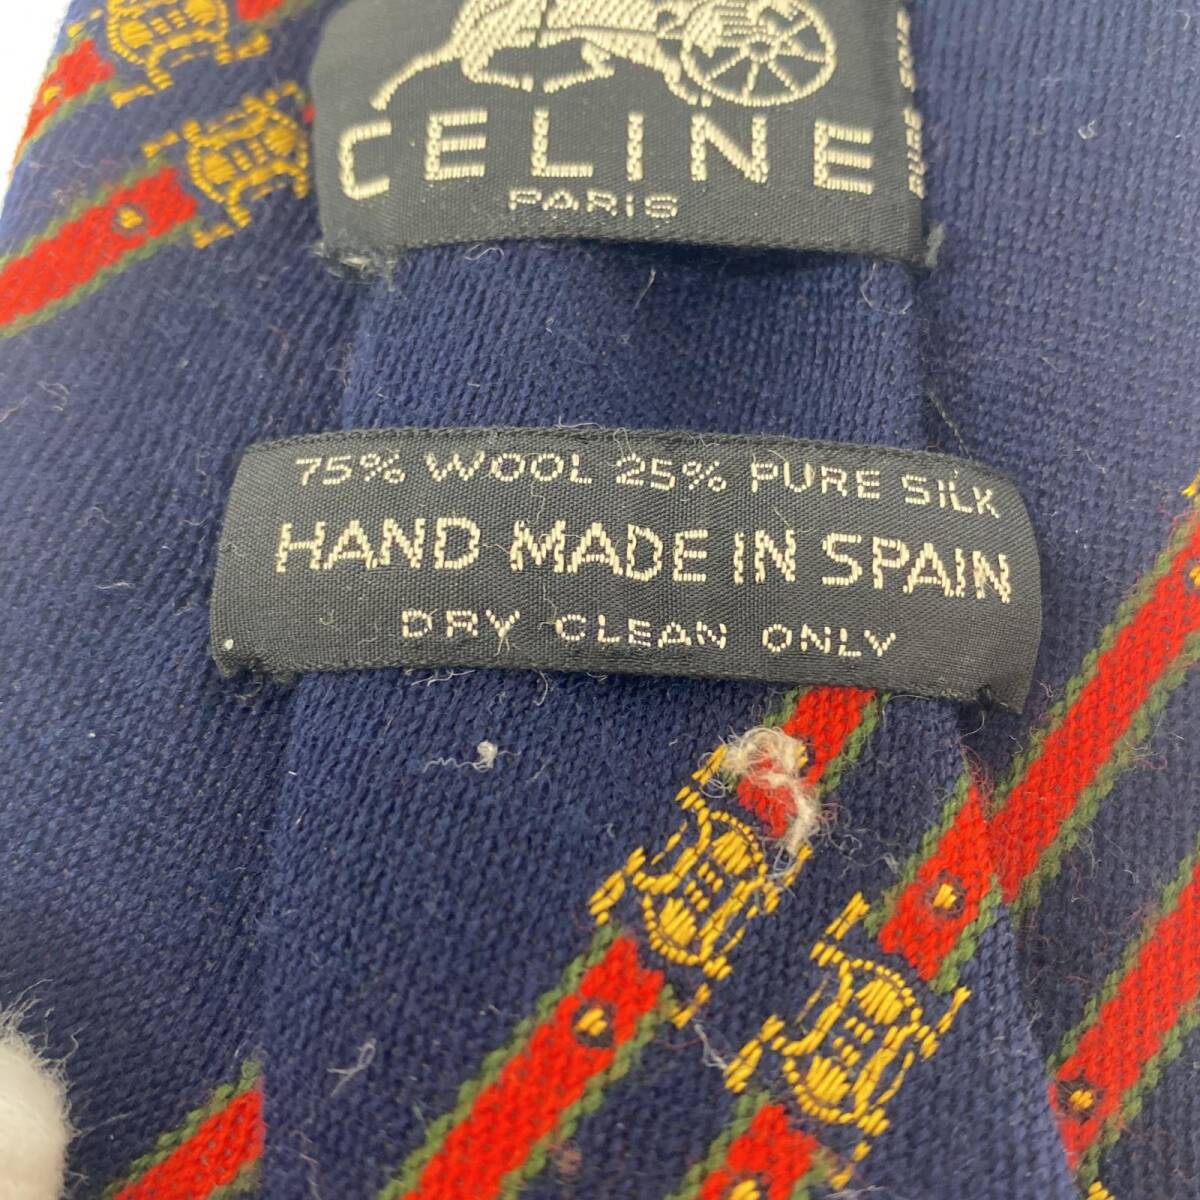 CELINE
PARIS
75% WOOL 25% PURE SILK
HAND MADE IN SPAIN
DRY CLEAN ONLY